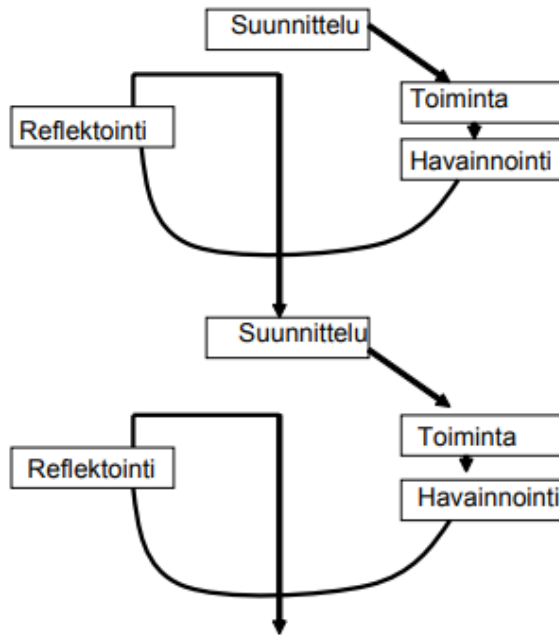 Suunnittelu
Toiminta
Reflektointi
Havainnointi
Suunnittelu
Toiminta
Reflektointi
Havainnointi